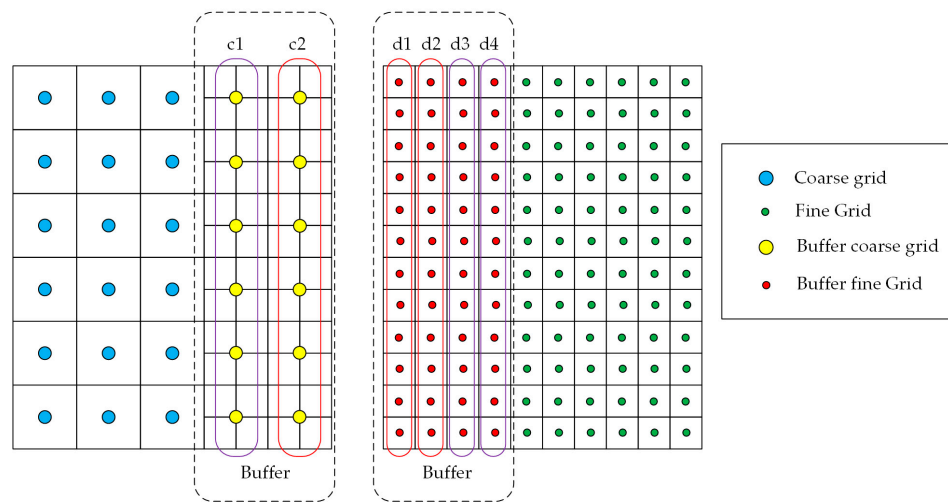 c1 c2 d1 d2 d3 d4
Coarse grid
Fine Grid
Buffer coarse grid
Buffer fine Grid
Buffer
Buffer